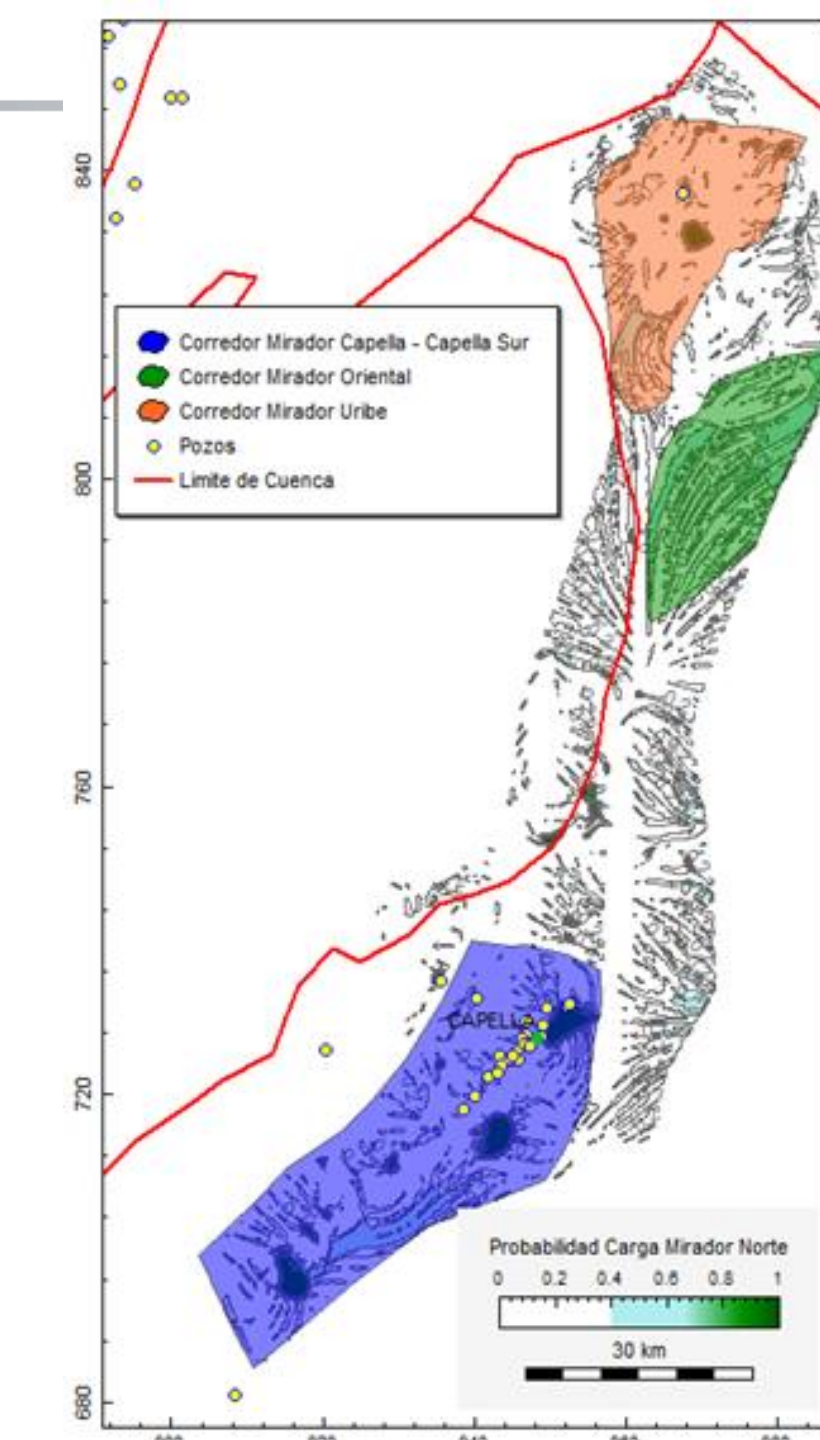 840
Corredor Mirador Capella - Capella Sur
Corredor Mirador Oriental
Corredor Mirador Uribe
Pozos
Limite de Cuenca
800
760
720
680
Probabilidad Carga Mirador Norte
0 0.2 0.4 0.6 0.8 1
30 km